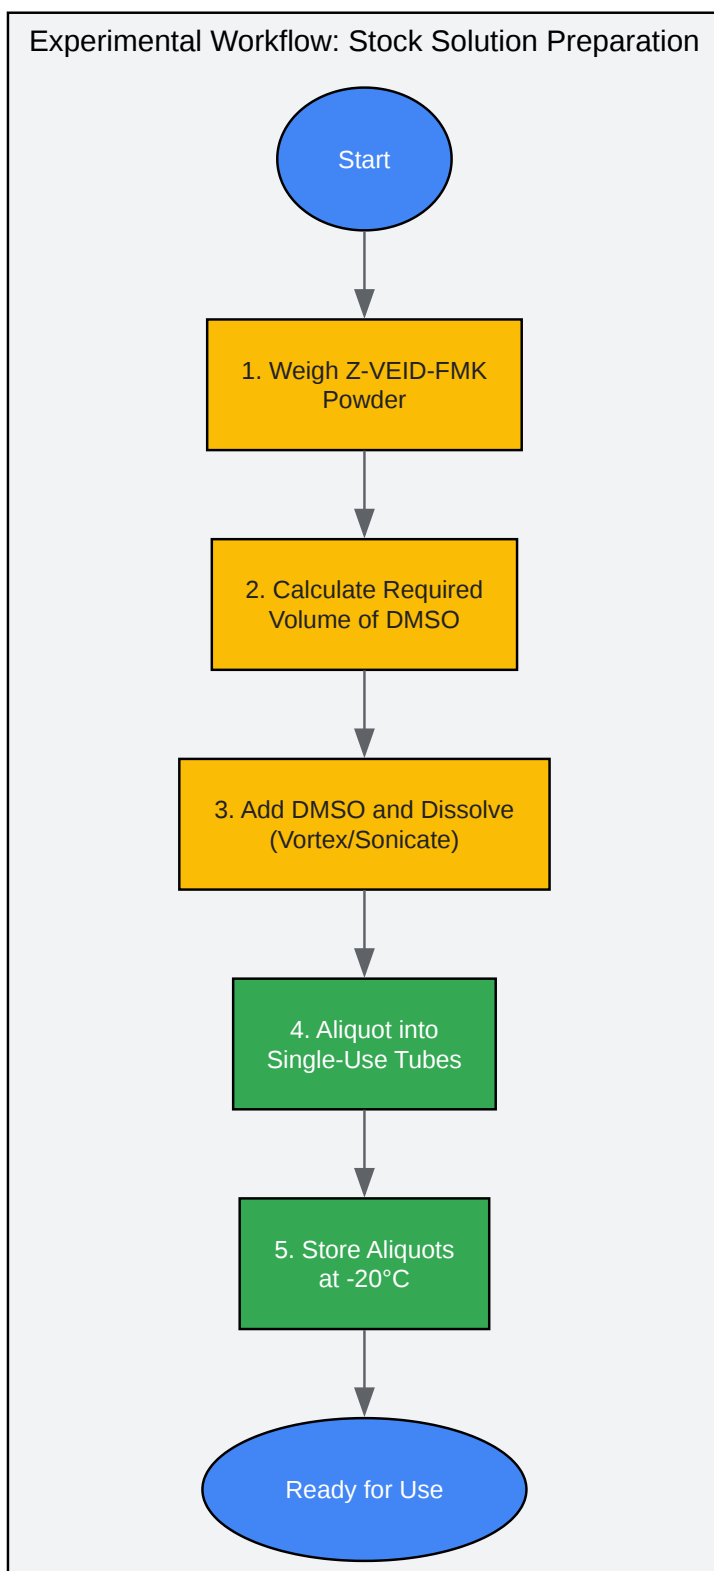 Experimental Workflow: Stock Solution Preparation
Start
1. Weigh Z-VEID-FMK
Powder
2. Calculate Required
Volume of DMSO
3. Add DMSO and Dissolve
(Vortex/Sonicate)
4. Aliquot into
Single-Use Tubes
5. Store Aliquots
at -20°C
Ready for Use